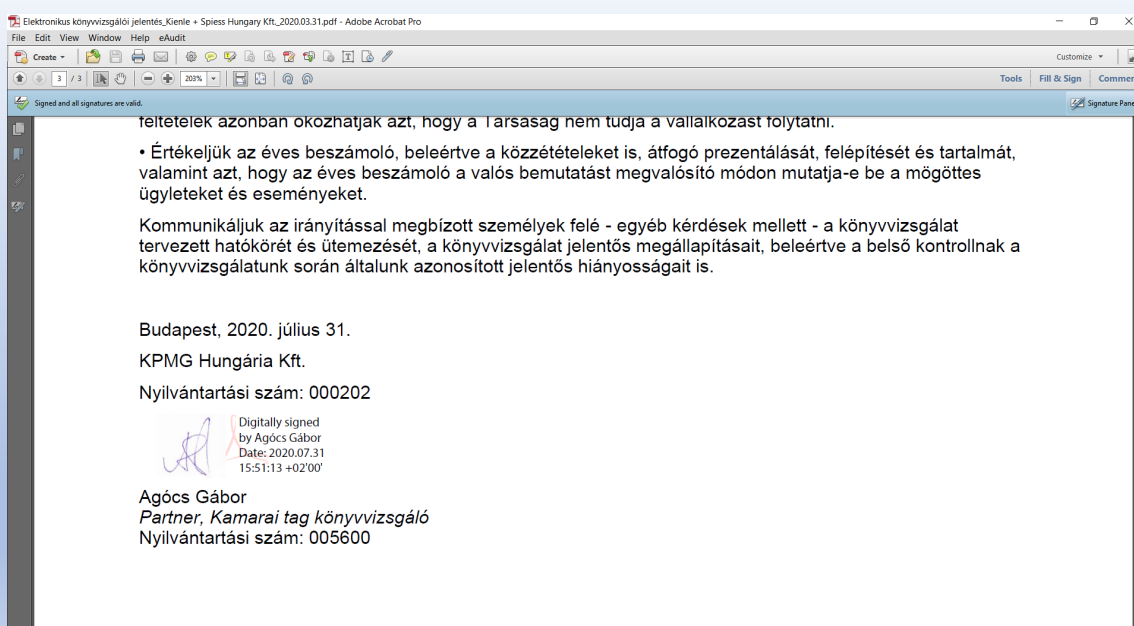 Elektronikus könyvvizsgálói jelentés_Kienle + Spiess Hungary Kft._2020.03.31.pdf - Adobe Acrobat Pro
File Edit View Window Help eAudit
Create Customize
3 / 3 203% Tools Fill & Sign Commer
Signed and all signatures are valid. Signature Pane
feltételek azonban okozhatják azt, hogy a Társaság nem tudja a vállalkozást folytatni.
• Értékeljük az éves beszámoló, beleértve a közzétételeket is, átfogó prezentálását, felépítését és tartalmát,
valamint azt, hogy az éves beszámoló a valós bemutatást megvalósító módon mutatja-e be a mögöttes
ügyleteket és eseményeket.
Kommunikáljuk az irányítással megbízott személyek felé - egyéb kérdések mellett - a könyvvizsgálat
tervezett hatókörét és ütemezését, a könyvvizsgálat jelentős megállapításait, beleértve a belső kontrollnak a
könyvvizsgálatunk során általunk azonosított jelentős hiányosságait is.
Budapest, 2020. július 31.
KPMG Hungária Kft.
Nyilvántartási szám: 000202
Digitally signed
by Agócs Gábor
Date: 2020.07.31
15:51:13 +02'00'
Agócs Gábor
Partner, Kamarai tag könyvvizsgáló
Nyilvántartási szám: 005600